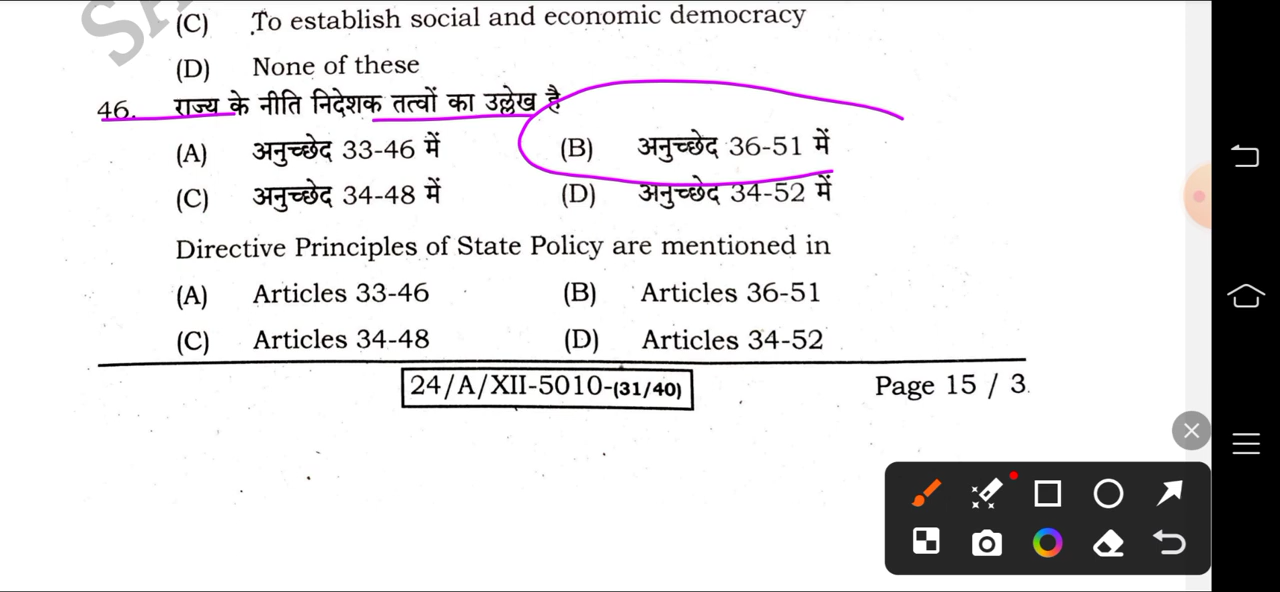 (C) To establish social and economic democracy
(D) None of these
46. राज्य के नीति निदेशक तत्वों का उल्लेख है
(A) अनुच्छेद 33-46 में (B) अनुच्छेद 36-51 में
(C) अनुच्छेद 34-48 में (D) अनुच्छेद 34-52 में
Directive Principles of State Policy are mentioned in
(A) Articles 33-46 (B) Articles 36-51
(C) Articles 34-48 (D) Articles 34-52
24/A/XII-5010-(31/40) Page 15 / 3